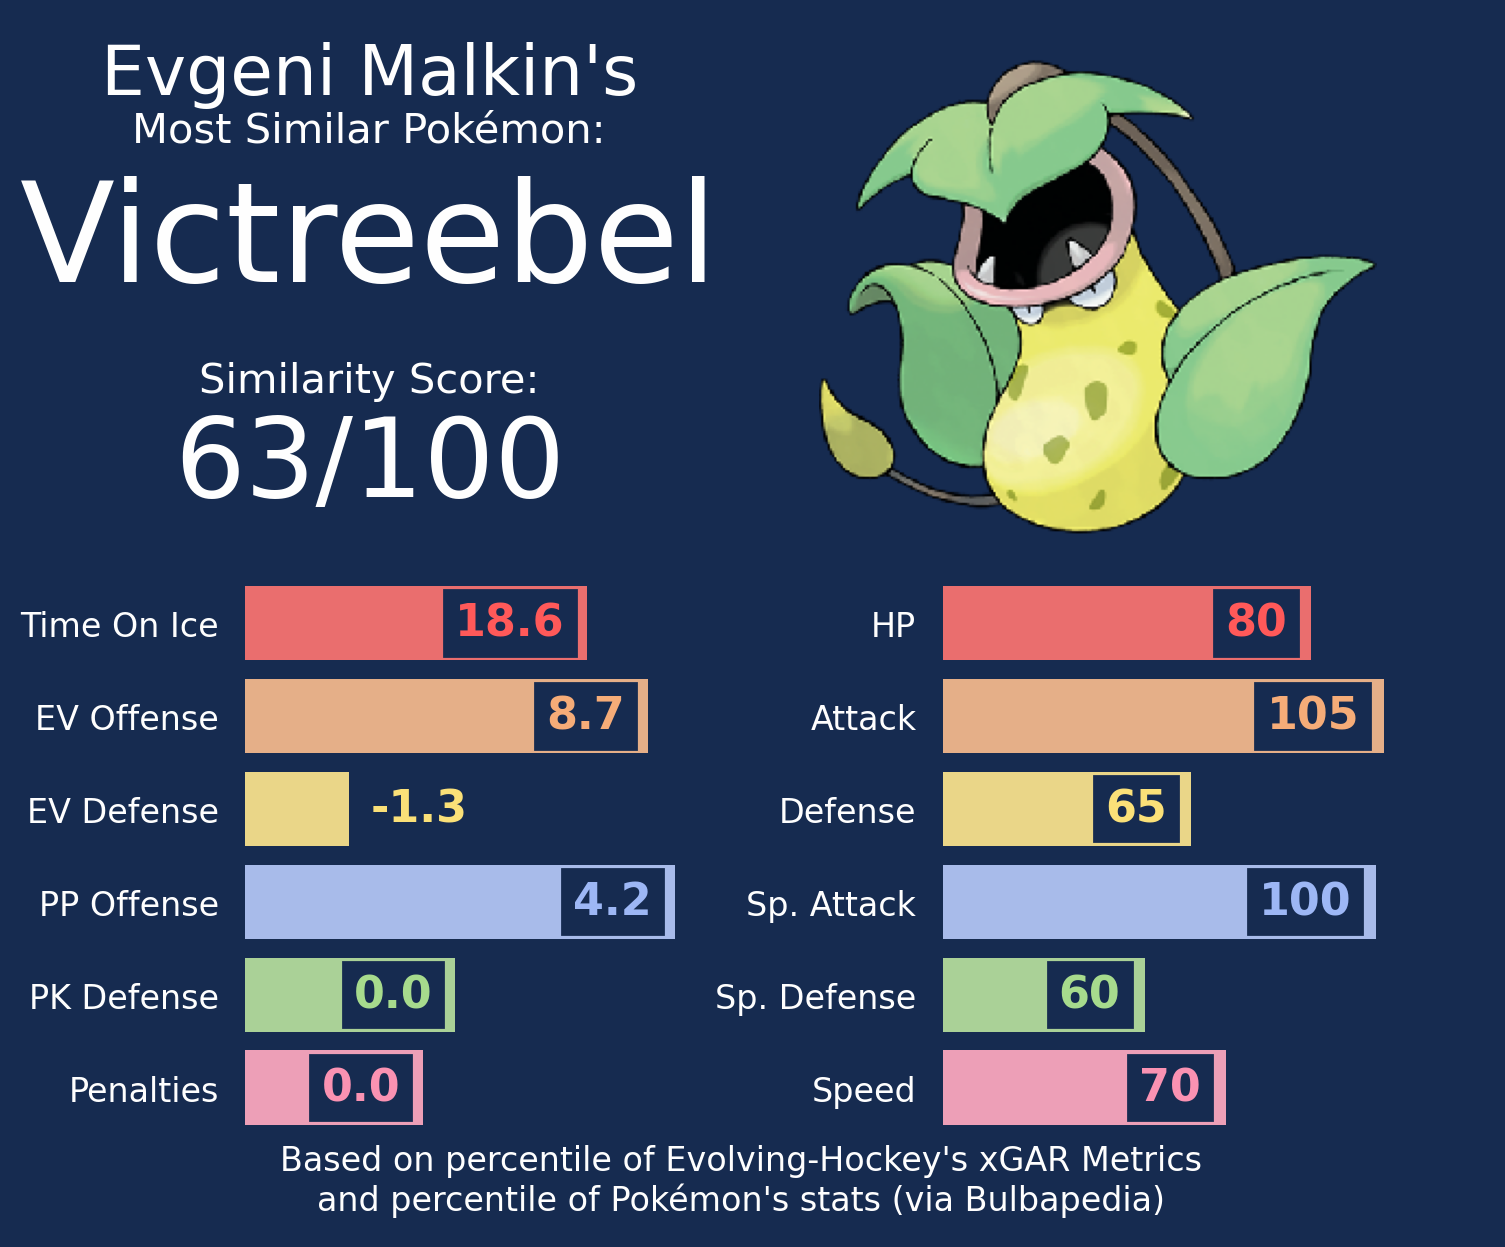 Evgeni Malkin's
Most Similar Pokémon:
Victreebel
Similarity Score:
63/100
Time On Ice 18.6
EV Offense 8.7
EV Defense -1.3
PP Offense 4.2
PK Defense 0.0
Penalties 0.0
HP 80
Attack 105
Defense 65
Sp. Attack 100
Sp. Defense 60
Speed 70
Based on percentile of Evolving-Hockey's xGAR Metrics
and percentile of Pokémon's stats (via Bulbapedia)